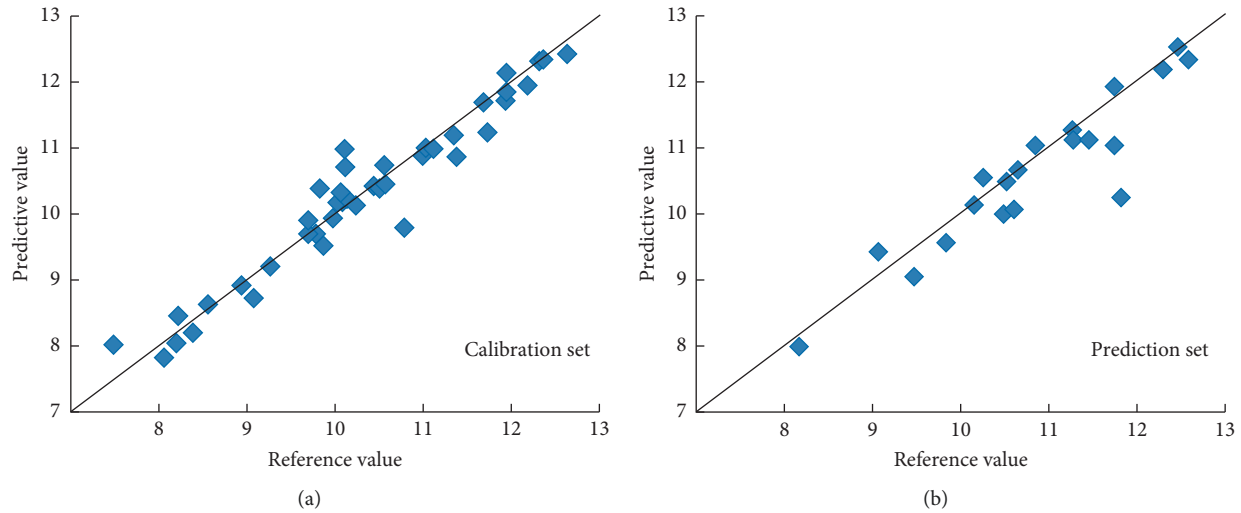 13
12
11
10
9
8
7
Predictive value
Calibration set
8 9 10 11 12 13
Reference value
(a)
13
12
11
10
9
8
7
Predictive value
Prediction set
8 9 10 11 12 13
Reference value
(b)